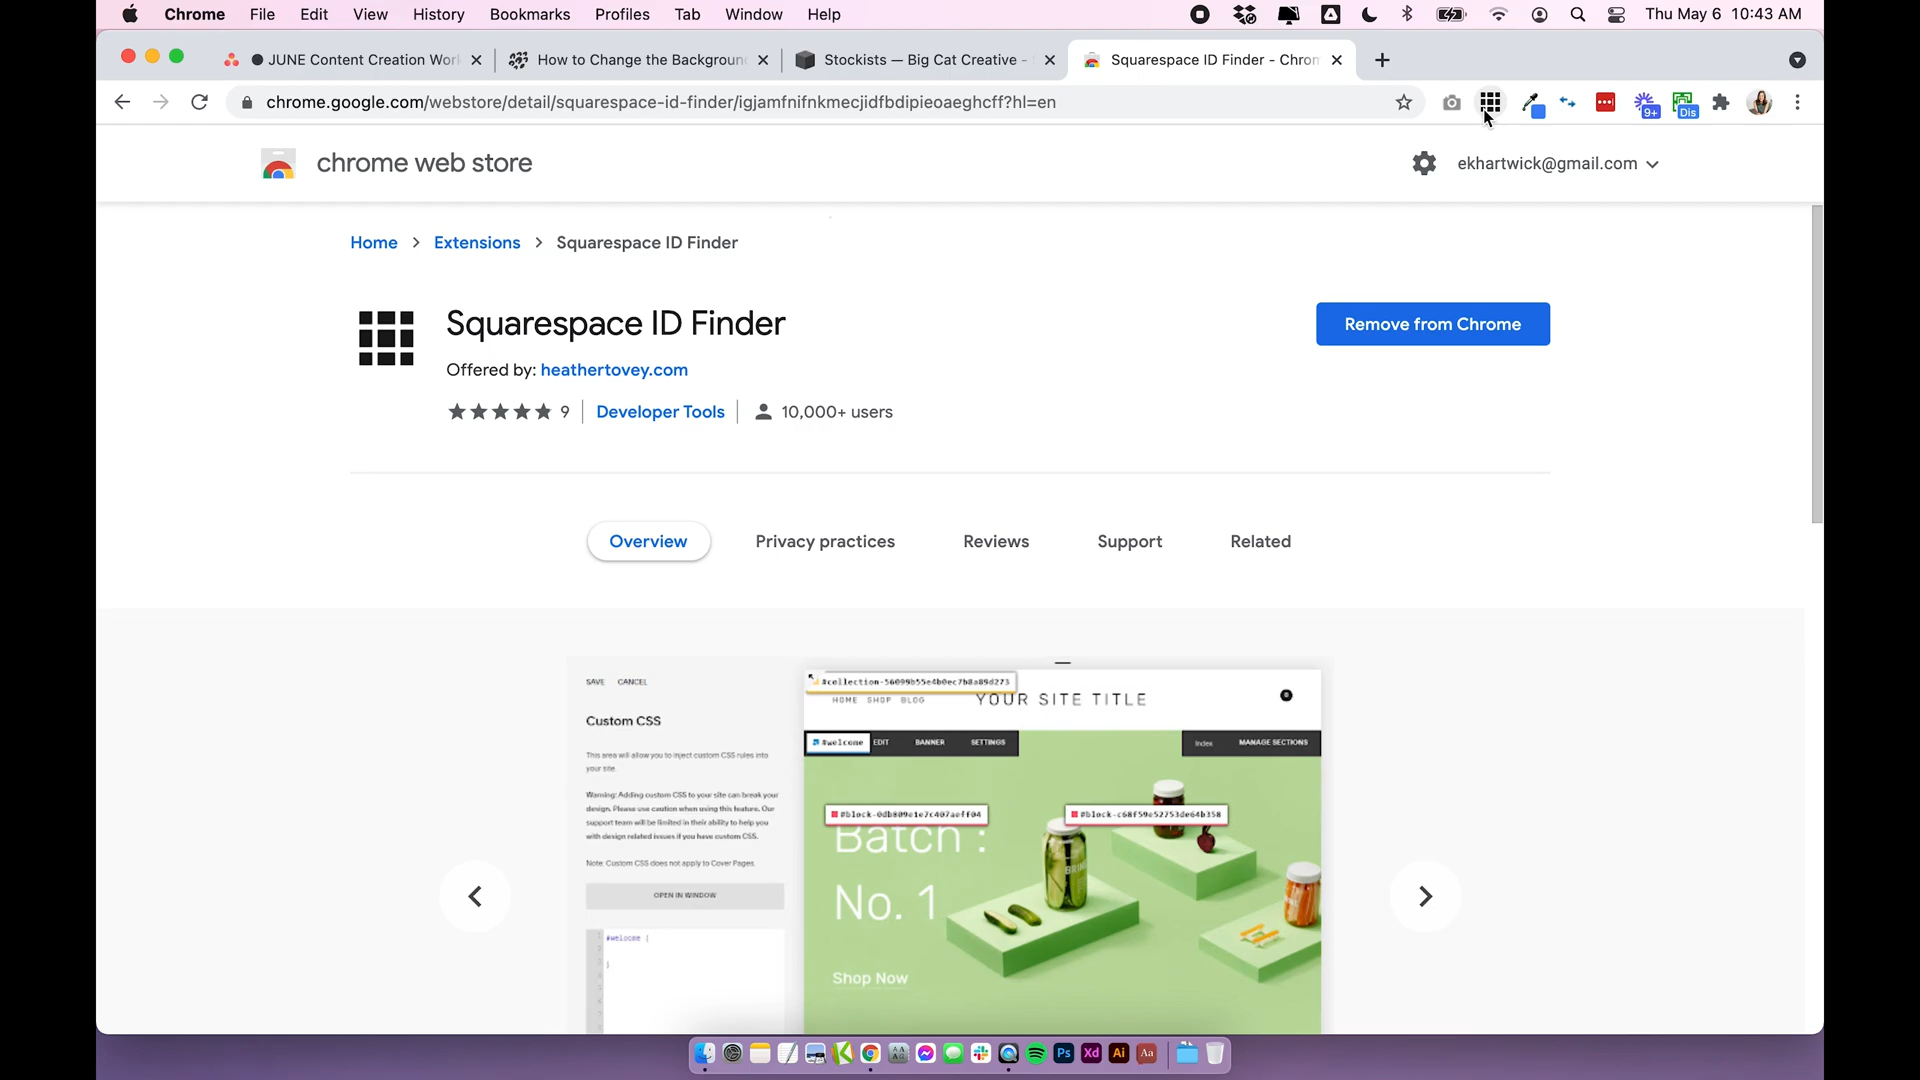 Chrome File Edit View History Bookmarks Profiles Tab Window Help Thu May 6 10:43 AM
JUNE Content Creation Wor How to Change the Background Stockists — Big Cat Creative - Squarespace ID Finder - Chrom
chrome.google.com/webstore/detail/squarespace-id-finder/igjamfnifnkmecjidfbdipieoaeghcff?hl=en
9+ Dis
chrome web store ekhartwick@gmail.com
Home > Extensions > Squarespace ID Finder
Squarespace ID Finder
Remove from Chrome
Offered by: heathertovey.com
9 Developer Tools 10,000+ users
Overview Privacy practices Reviews Support Related
SAVE CANCEL
#collection-56099b55e4b0ec7b8a89d273
HOME SHOP BLOG YOUR SITE TITLE
Custom CSS
#welcome EDIT BANNER SETTINGS Index MANAGE SECTIONS
This area will allow you to inject custom CSS rules into
your site.
Warning: Adding custom CSS to your site can break your
design. Please use caution when using this feature. Our
support team will be limited in their ability to help you
with design related issues if you have custom CSS.
#block-0db809e1e7c407aeff04 #block-c68f59e52753de64b358
Batch :
No. 1
Note: Custom CSS does not apply to Cover Pages.
OPEN IN WINDOW
#welcome {
}
Shop Now
Ps Xd Ai Aa